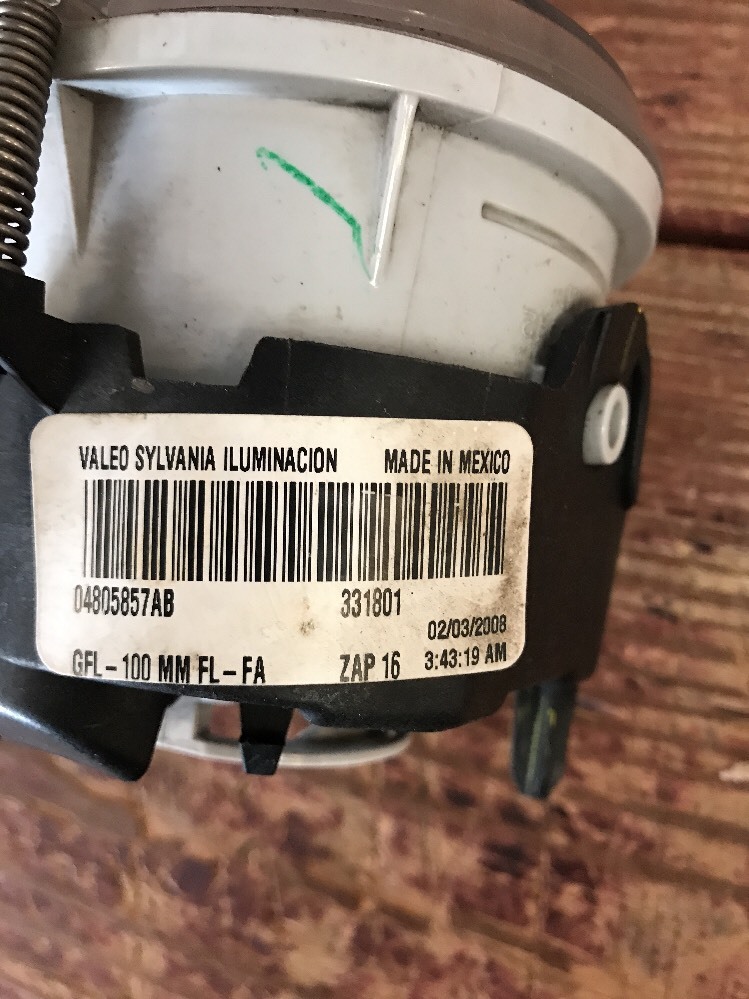 VALEO SYLVANIA ILUMINACION MADE IN MEXICO
04805857AB 331801
02/03/2008
GFL-100 MM FL-FA ZAP 16 3:43:19 AM